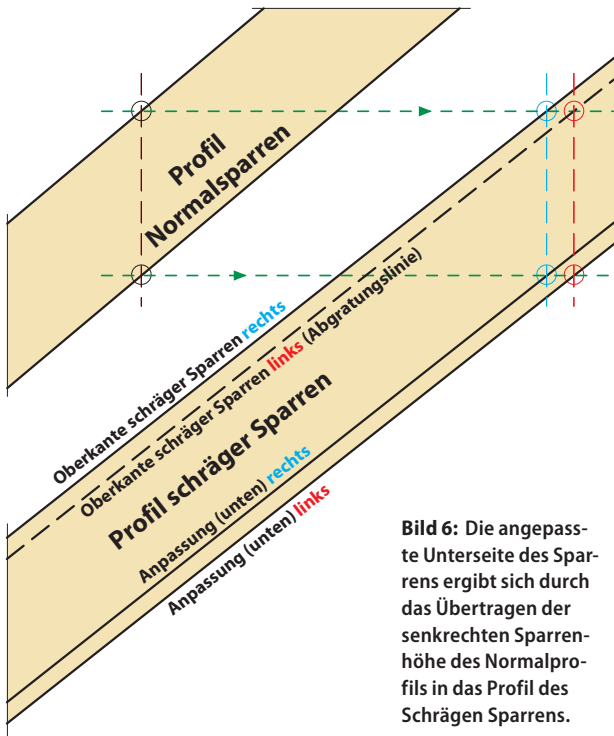 Profil
Normalsparren
Oberkante schräger Sparren rechts
Oberkante schräger Sparren links (Abgratungslinie)
Profil schräger Sparren
Anpassung (unten) rechts
Anpassung (unten) links
Bild 6: Die angepass-
te Unterseite des Spar-
rens ergibt sich durch
das Übertragen der
senkrechten Sparren-
höhe des Normalpro-
fils in das Profil des
Schrägen Sparrens.